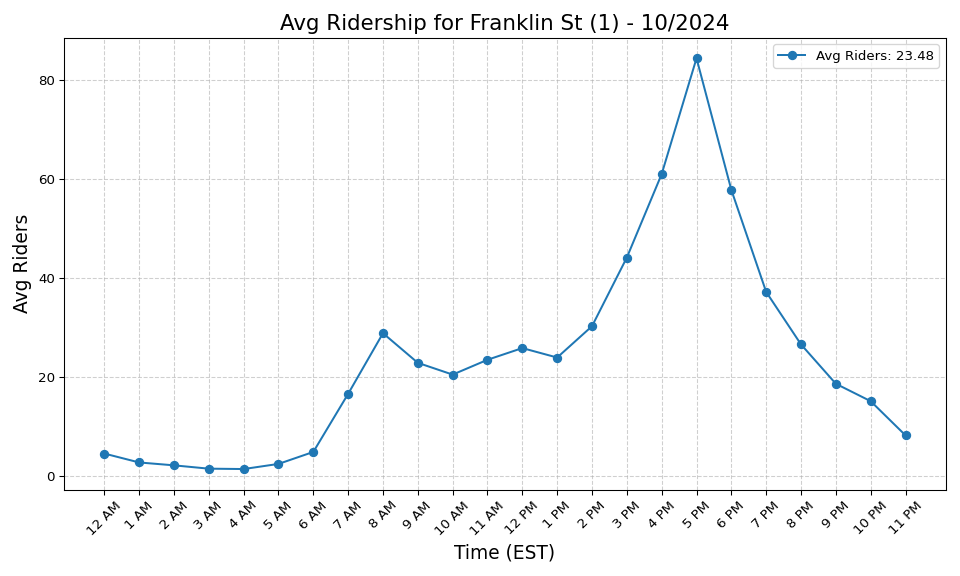 Avg Ridership for Franklin St (1) - 10/2024
Avg Riders: 23.48
Avg Riders
80
60
40
20
0
12 AM 1 AM 2 AM 3 AM 4 AM 5 AM 6 AM 7 AM 8 AM 9 AM 10 AM 11 AM 12 PM 1 PM 2 PM 3 PM 4 PM 5 PM 6 PM 7 PM 8 PM 9 PM 10 PM 11 PM
Time (EST)